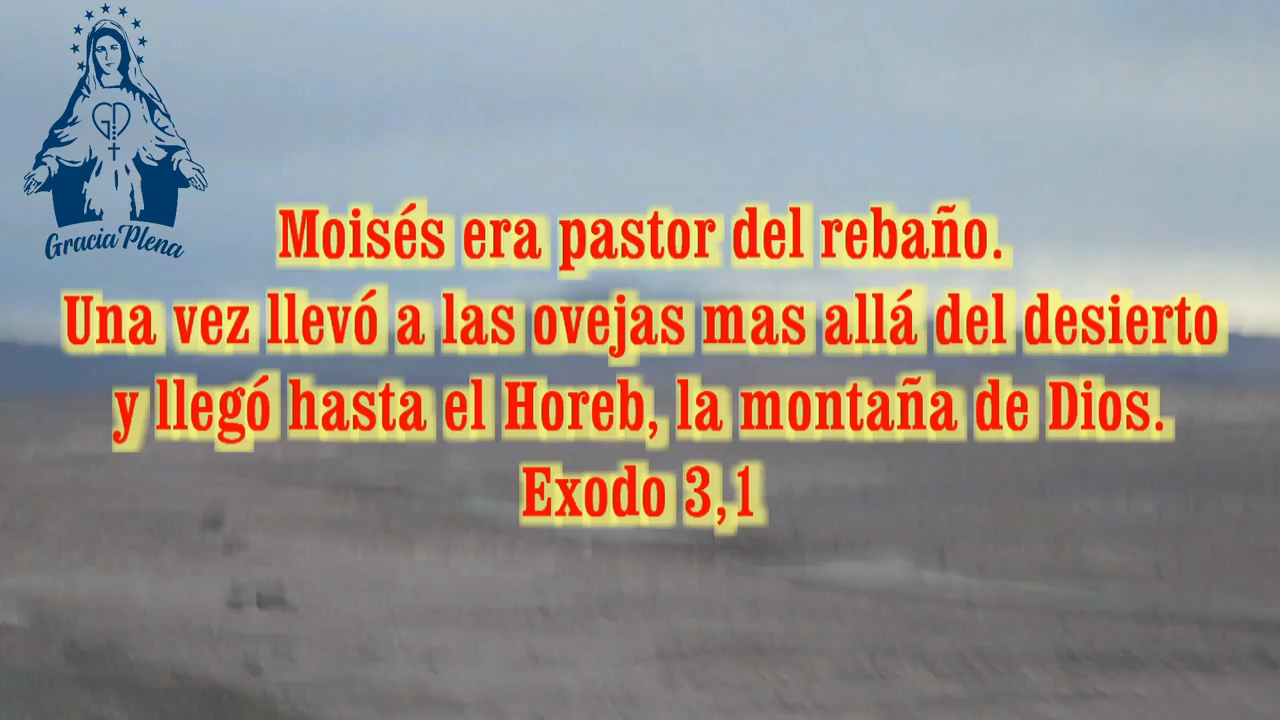 GP
Gracia Plena
Moisés era pastor del rebaño.
Una vez llevó a las ovejas mas allá del desierto
y llegó hasta el Horeb, la montaña de Dios.
Exodo 3,1